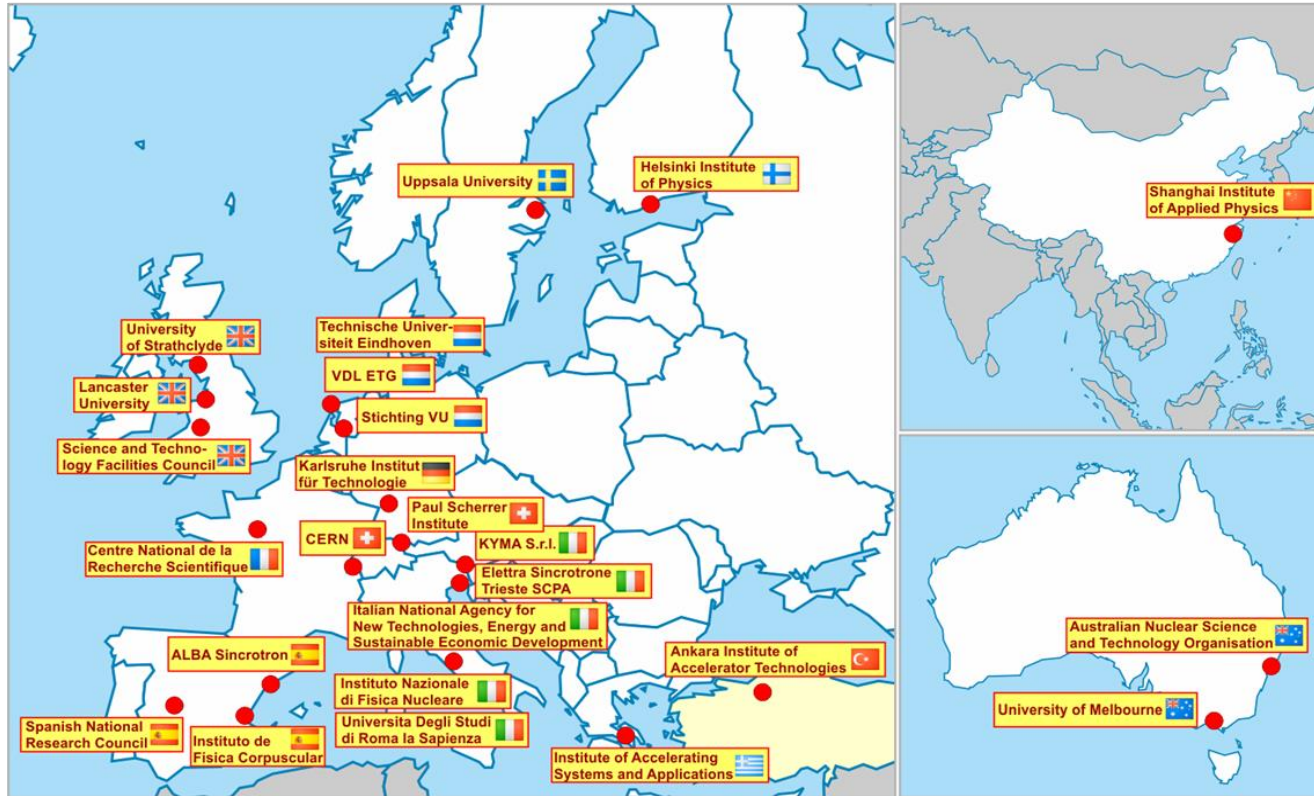 Uppsala University
Helsinki Institute
of Physics
Shanghai Institute
of Applied Physics
University
of Strathclyde
Technische Univer-
siteit Eindhoven
VDL ETG
Lancaster
University
Stichting VU
Science and Techno-
logy Facilities Council
Karlsruhe Institut
für Technologie
Paul Scherrer
Institute
CERN
KYMA S.r.l.
Centre National de la
Recherche Scientifique
Elettra Sincrotrone
Trieste SCPA
Italian National Agency for
New Technologies, Energy and
Sustainable Economic Development
ALBA Sincrotron
Ankara Institute of
Accelerator Technologies
Instituto Nazionale
di Fisica Nucleare
Spanish National
Research Council
Instituto de
Fisica Corpuscular
Universita Degli Studi
di Roma la Sapienza
Institute of Accelerating
Systems and Applications
Australian Nuclear Science
and Technology Organisation
University of Melbourne